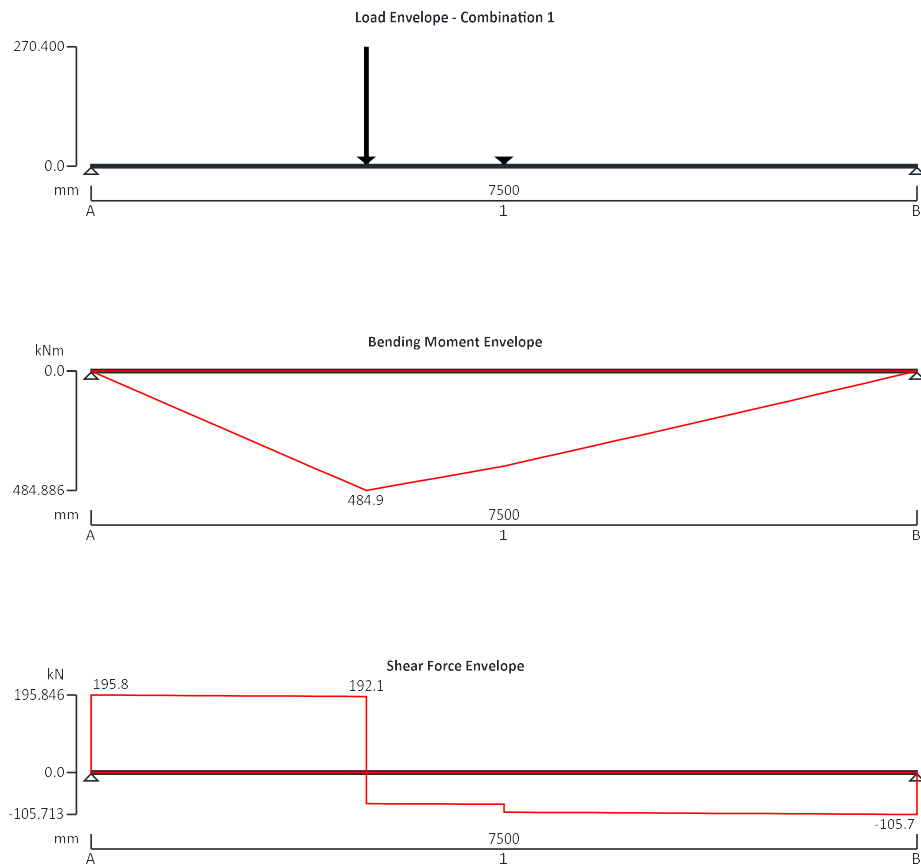 Load Envelope - Combination 1
270.400
0.0
mm 7500
A 1 B
Bending Moment Envelope
kNm
0.0
484.886
484.9
mm 7500
A 1 B
Shear Force Envelope
kN
195.846 195.8 192.1
0.0
-105.713 -105.7
mm 7500
A 1 B